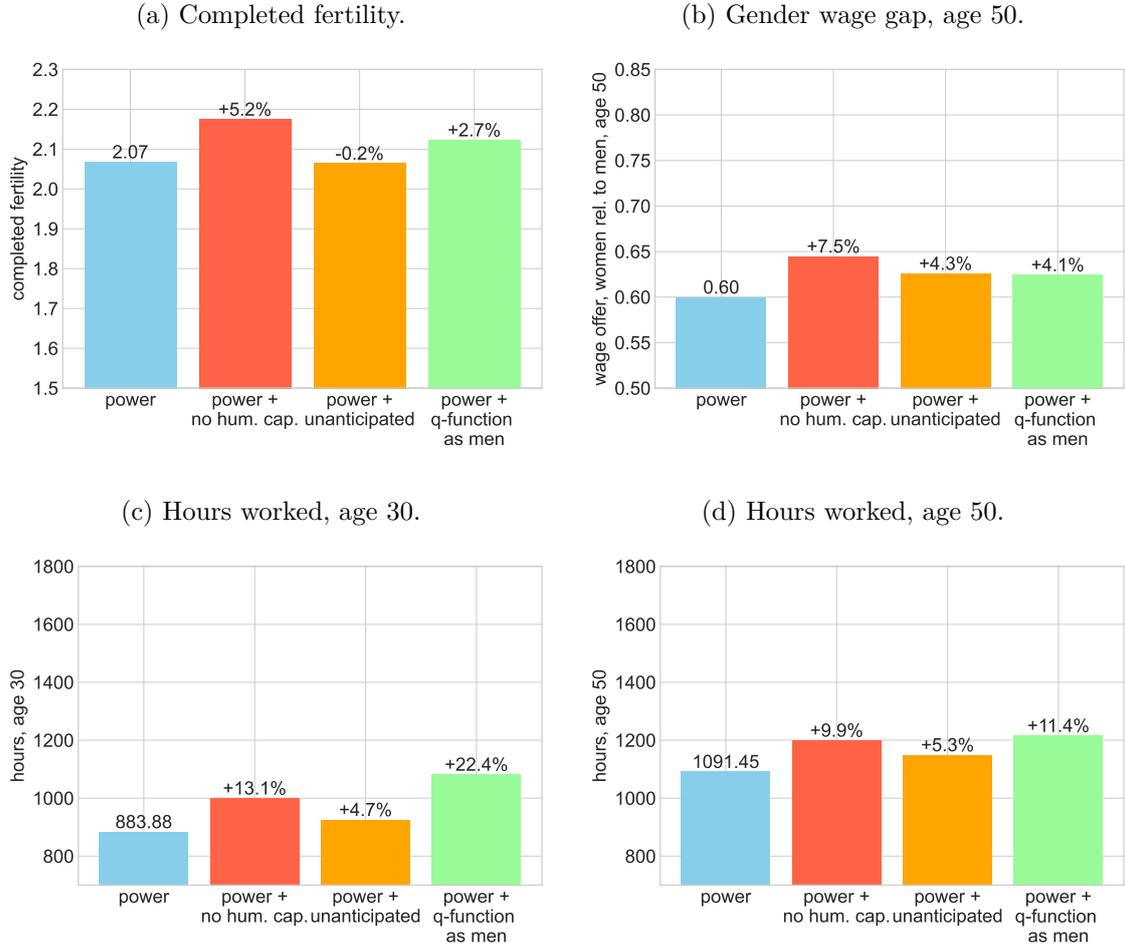 (a) Completed fertility.
completed fertility
2.3
2.2
2.1
2.0
1.9
1.8
1.7
1.6
1.5
2.07
+5.2%
-0.2%
+2.7%
power
power +
no hum. cap.
power +
unanticipated
power +
q-function
as men
(b) Gender wage gap, age 50.
wage offer, women rel. to men, age 50
0.85
0.80
0.75
0.70
0.65
0.60
0.55
0.50
0.60
+7.5%
+4.3%
+4.1%
power
power +
no hum. cap.
power +
unanticipated
power +
q-function
as men
(c) Hours worked, age 30.
hours, age 30
1800
1600
1400
1200
1000
800
883.88
+13.1%
+4.7%
+22.4%
power
power +
no hum. cap.
power +
unanticipated
power +
q-function
as men
(d) Hours worked, age 50.
hours, age 50
1800
1600
1400
1200
1000
800
1091.45
+9.9%
+5.3%
+11.4%
power
power +
no hum. cap.
power +
unanticipated
power +
q-function
as men